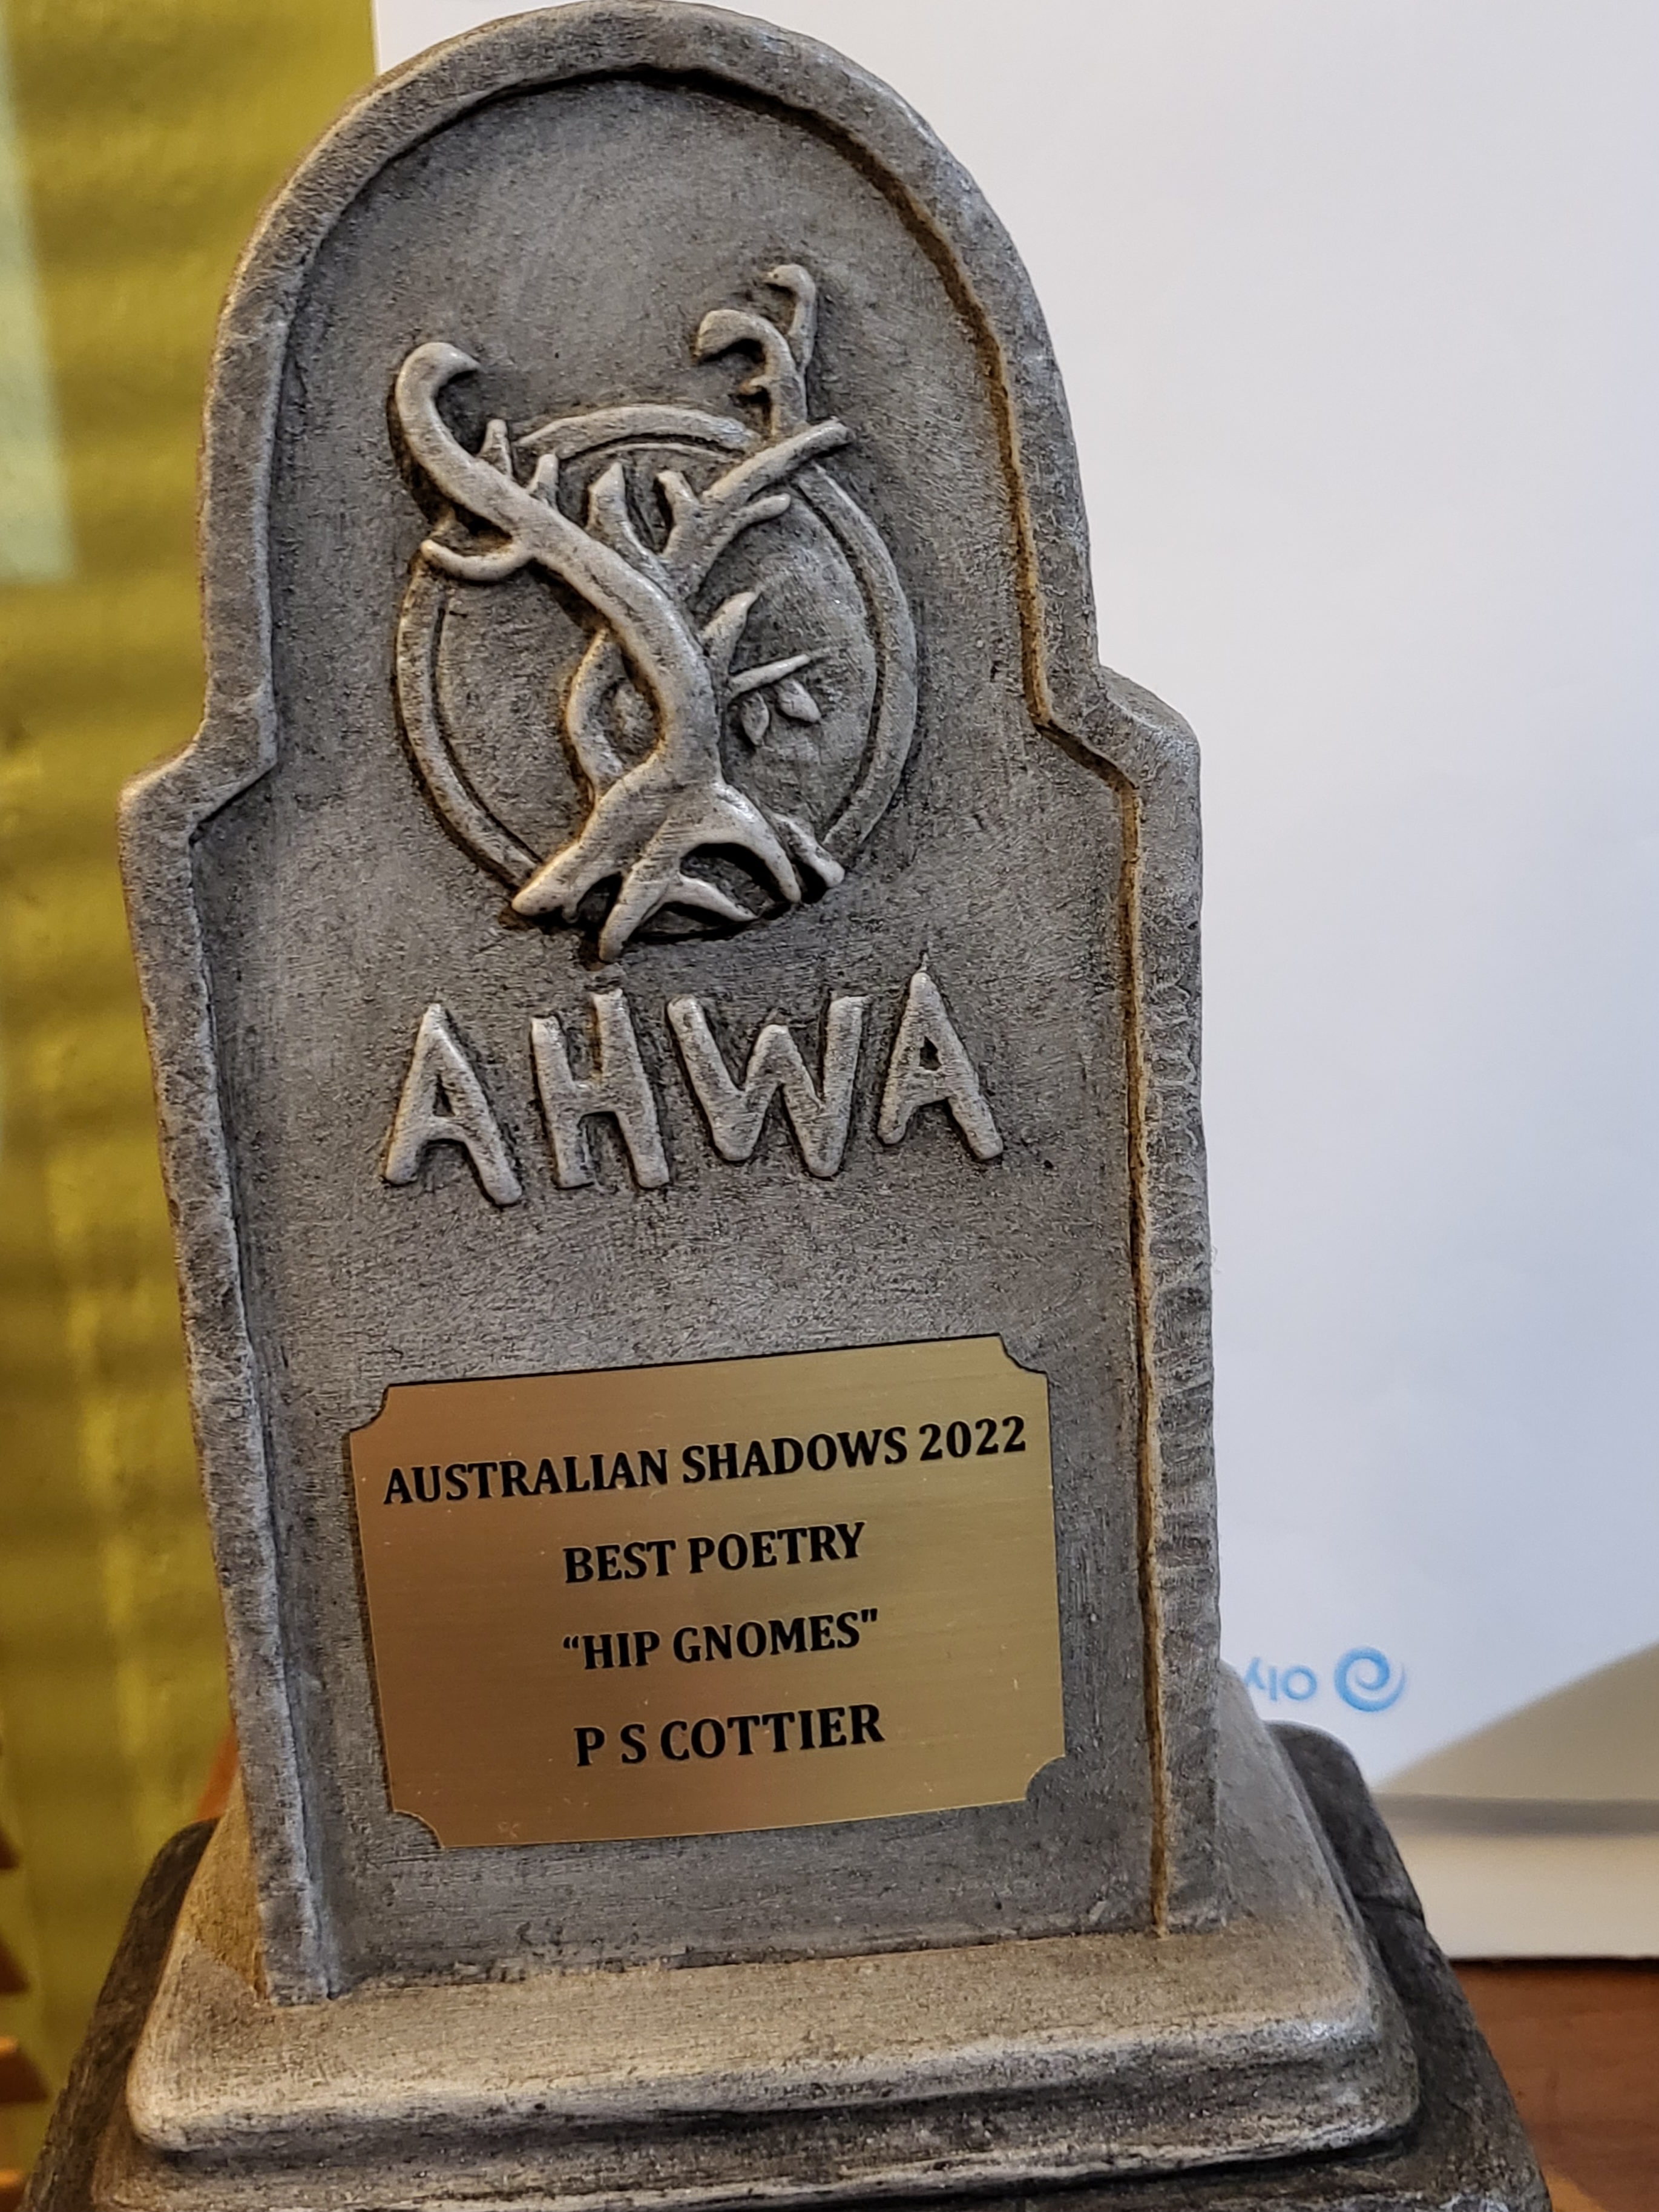 AHWA
AUSTRALIAN SHADOWS 2022
BEST POETRY
“HIP GNOMES"
P S COTTIER